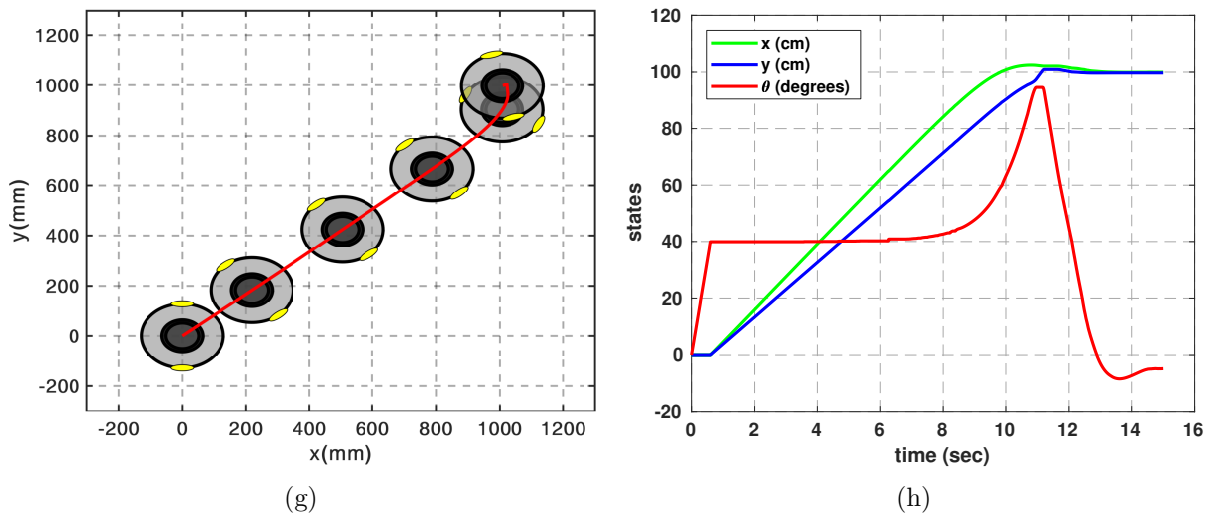 1200
1000
800
600
400
200
0
-200
y(mm)
-200 0 200 400 600 800 1000 1200
x(mm)
(g)
120
100
80
60
40
20
0
-20
states
x (cm)
y (cm)
θ (degrees)
0 2 4 6 8 10 12 14 16
time (sec)
(h)